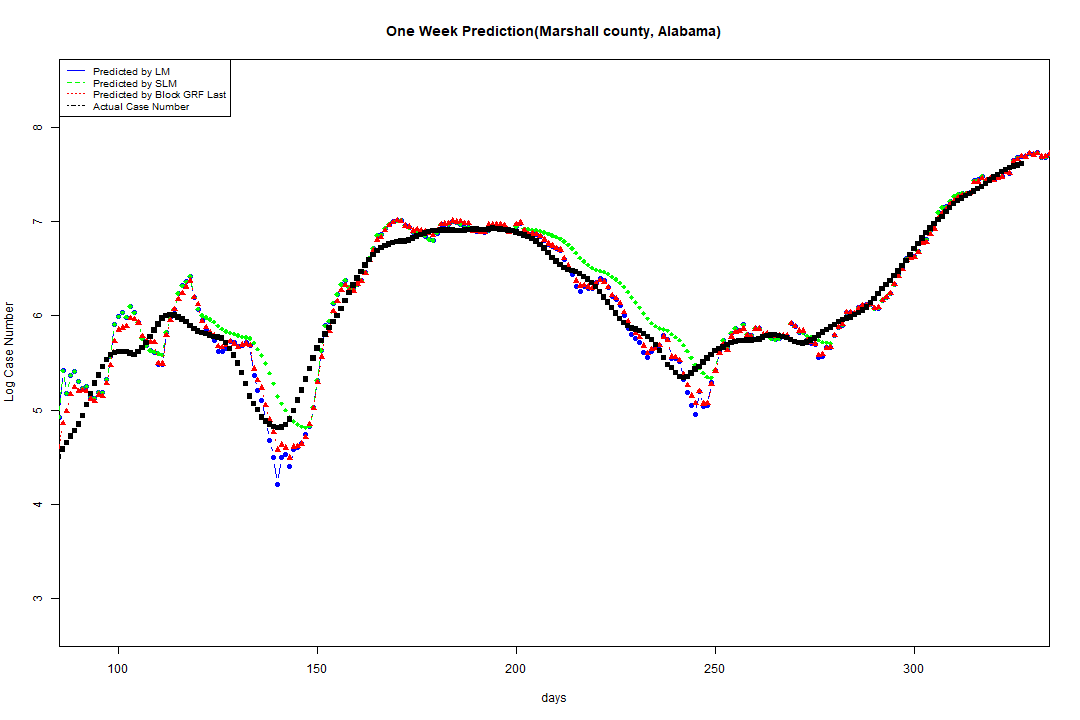 One Week Prediction(Marshall county, Alabama)
Predicted by LM
Predicted by SLM
Predicted by Block GRF Last
Actual Case Number
8
7
6
5
4
3
Log Case Number
100 150 200 250 300
days